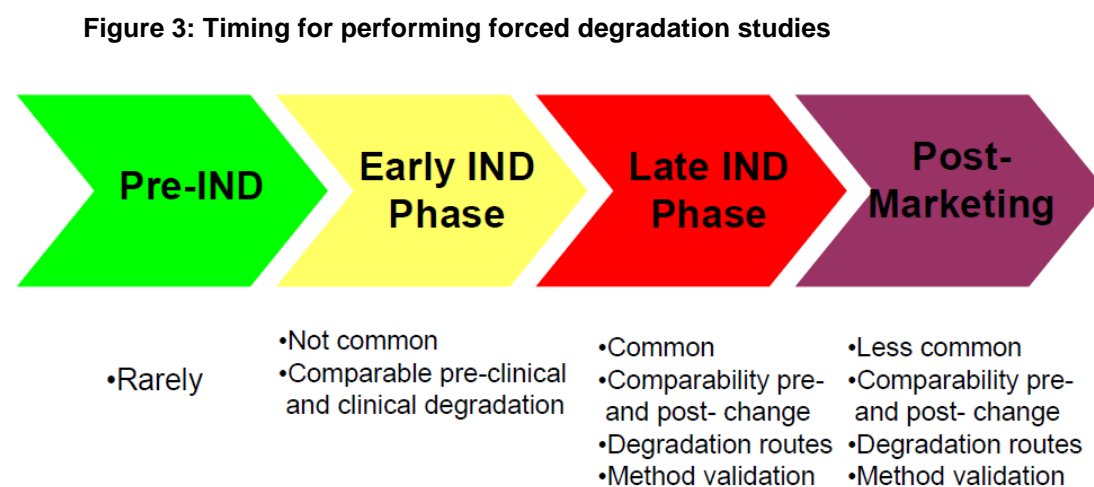 Figure 3: Timing for performing forced degradation studies
Pre-IND
Early IND
Phase
Late IND
Phase
Post-
Marketing
•Rarely
•Not common
•Comparable pre-clinical
and clinical degradation
•Common
•Comparability pre-
and post- change
•Degradation routes
•Method validation
•Less common
•Comparability pre-
and post- change
•Degradation routes
•Method validation